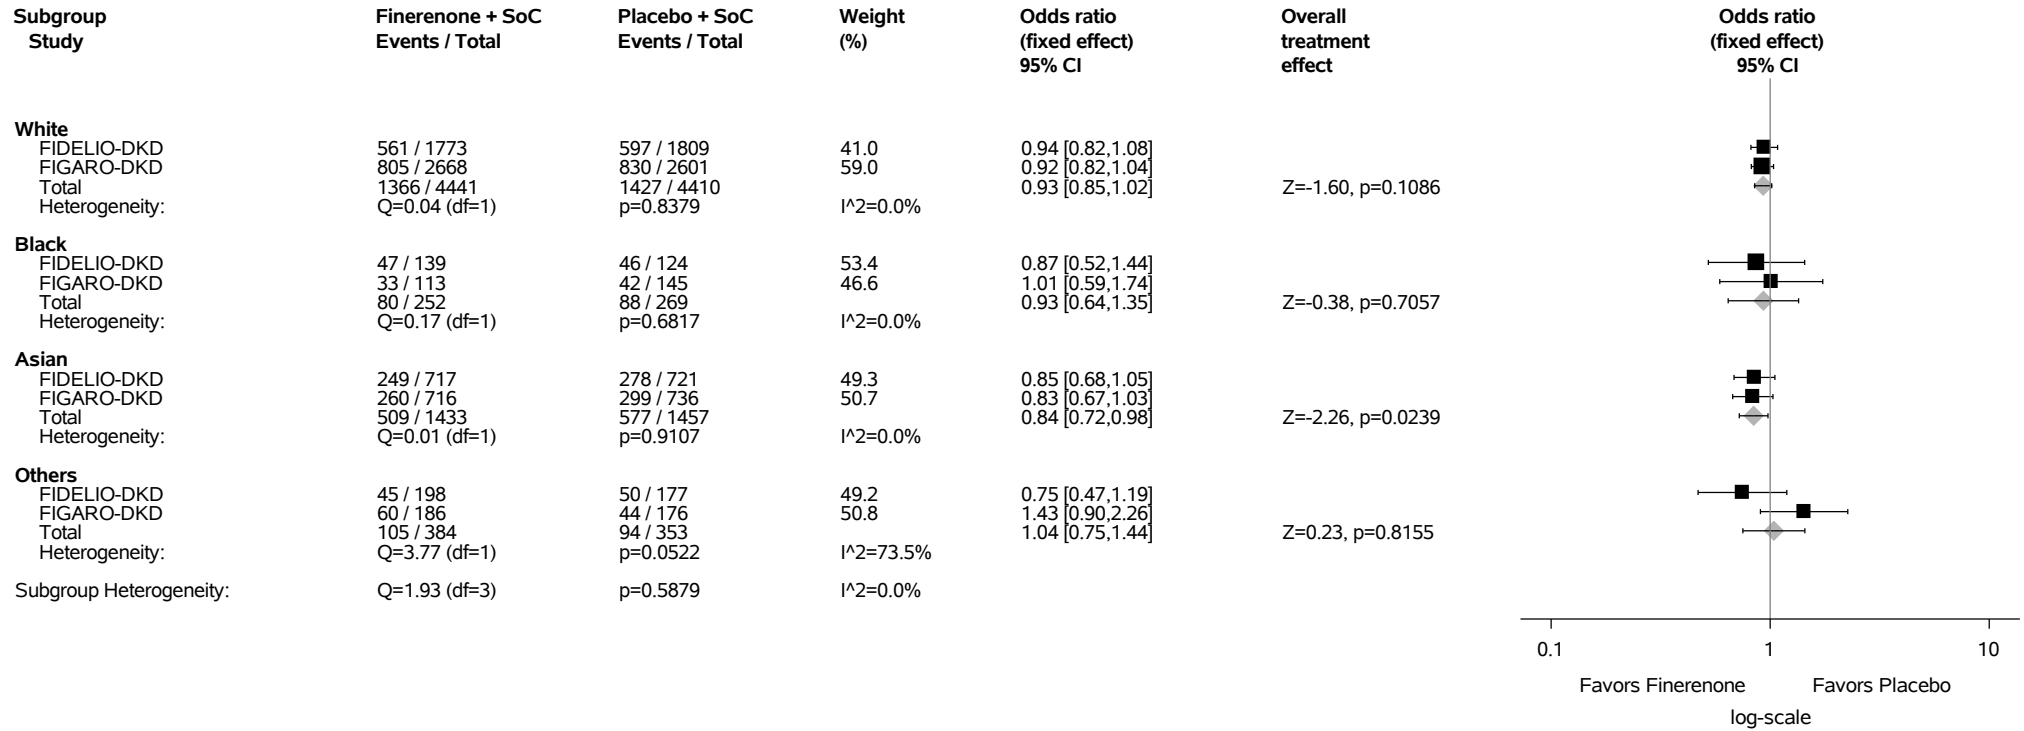 Subgroup Finerenone + SoC Placebo + SoC Weight Odds ratio Overall Odds ratio
Study Events / Total Events / Total (%) (fixed effect) treatment (fixed effect)
95% CI effect 95% CI
White
FIDELIO-DKD 561 / 1773 597 / 1809 41.0 0.94 [0.82,1.08]
FIGARO-DKD 805 / 2668 830 / 2601 59.0 0.92 [0.82,1.04]
Total 1366 / 4441 1427 / 4410 0.93 [0.85,1.02] Z=-1.60, p=0.1086
Heterogeneity: Q=0.04 (df=1) p=0.8379 I^2=0.0%
Black
FIDELIO-DKD 47 / 139 46 / 124 53.4 0.87 [0.52,1.44]
FIGARO-DKD 33 / 113 42 / 145 46.6 1.01 [0.59,1.74]
Total 80 / 252 88 / 269 0.93 [0.64,1.35] Z=-0.38, p=0.7057
Heterogeneity: Q=0.17 (df=1) p=0.6817 I^2=0.0%
Asian
FIDELIO-DKD 249 / 717 278 / 721 49.3 0.85 [0.68,1.05]
FIGARO-DKD 260 / 716 299 / 736 50.7 0.83 [0.67,1.03]
Total 509 / 1433 577 / 1457 0.84 [0.72,0.98] Z=-2.26, p=0.0239
Heterogeneity: Q=0.01 (df=1) p=0.9107 I^2=0.0%
Others
FIDELIO-DKD 45 / 198 50 / 177 49.2 0.75 [0.47,1.19]
FIGARO-DKD 60 / 186 44 / 176 50.8 1.43 [0.90,2.26]
Total 105 / 384 94 / 353 1.04 [0.75,1.44] Z=0.23, p=0.8155
Heterogeneity: Q=3.77 (df=1) p=0.0522 I^2=73.5%
Subgroup Heterogeneity: Q=1.93 (df=3) p=0.5879 I^2=0.0%
0.1 1 10
Favors Finerenone Favors Placebo
log-scale